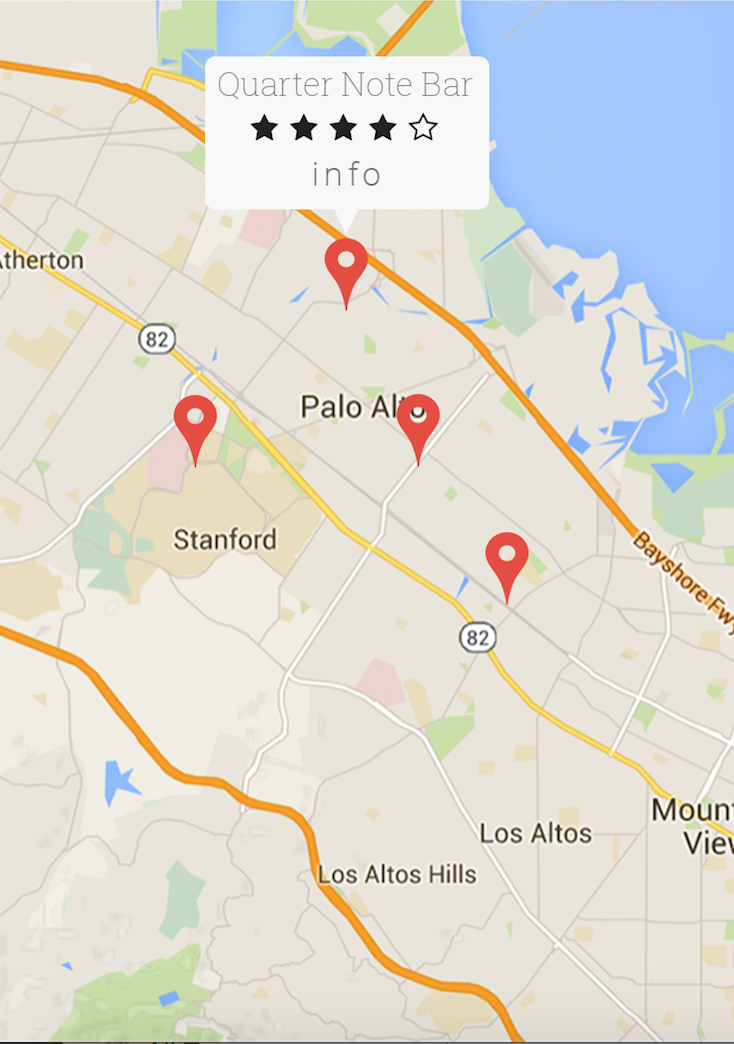 Quarter Note Bar
info
Atherton
82
Palo Alto
Stanford
Bayshore Fwy
82
Mount
View
Los Altos
Los Altos Hills